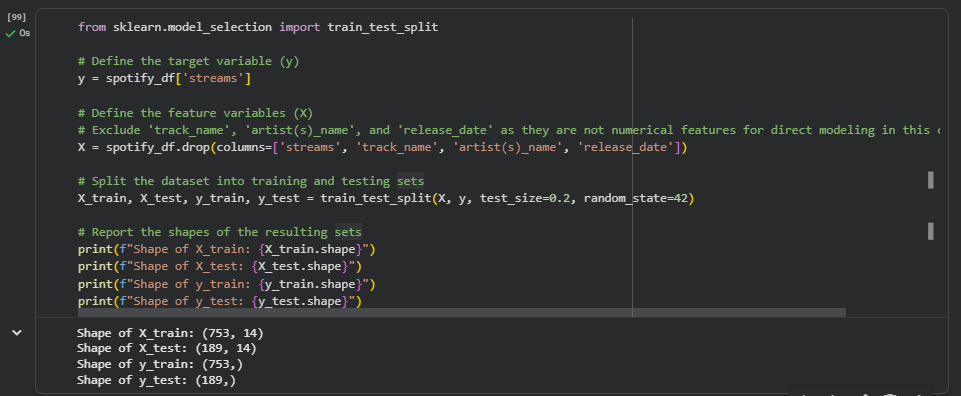 [99]
0s
from sklearn.model_selection import train_test_split
# Define the target variable (y)
y = spotify_df['streams']
# Define the feature variables (X)
# Exclude 'track_name', 'artist(s)_name', and 'release_date' as they are not numerical features for direct modeling in this
X = spotify_df.drop(columns=['streams', 'track_name', 'artist(s)_name', 'release_date'])
# Split the dataset into training and testing sets
X_train, X_test, y_train, y_test = train_test_split(X, y, test_size=0.2, random_state=42)
# Report the shapes of the resulting sets
print(f"Shape of X_train: {X_train.shape}")
print(f"Shape of X_test: {X_test.shape}")
print(f"Shape of y_train: {y_train.shape}")
print(f"Shape of y_test: {y_test.shape}")
Shape of X_train: (753, 14)
Shape of X_test: (189, 14)
Shape of y_train: (753,)
Shape of y_test: (189,)